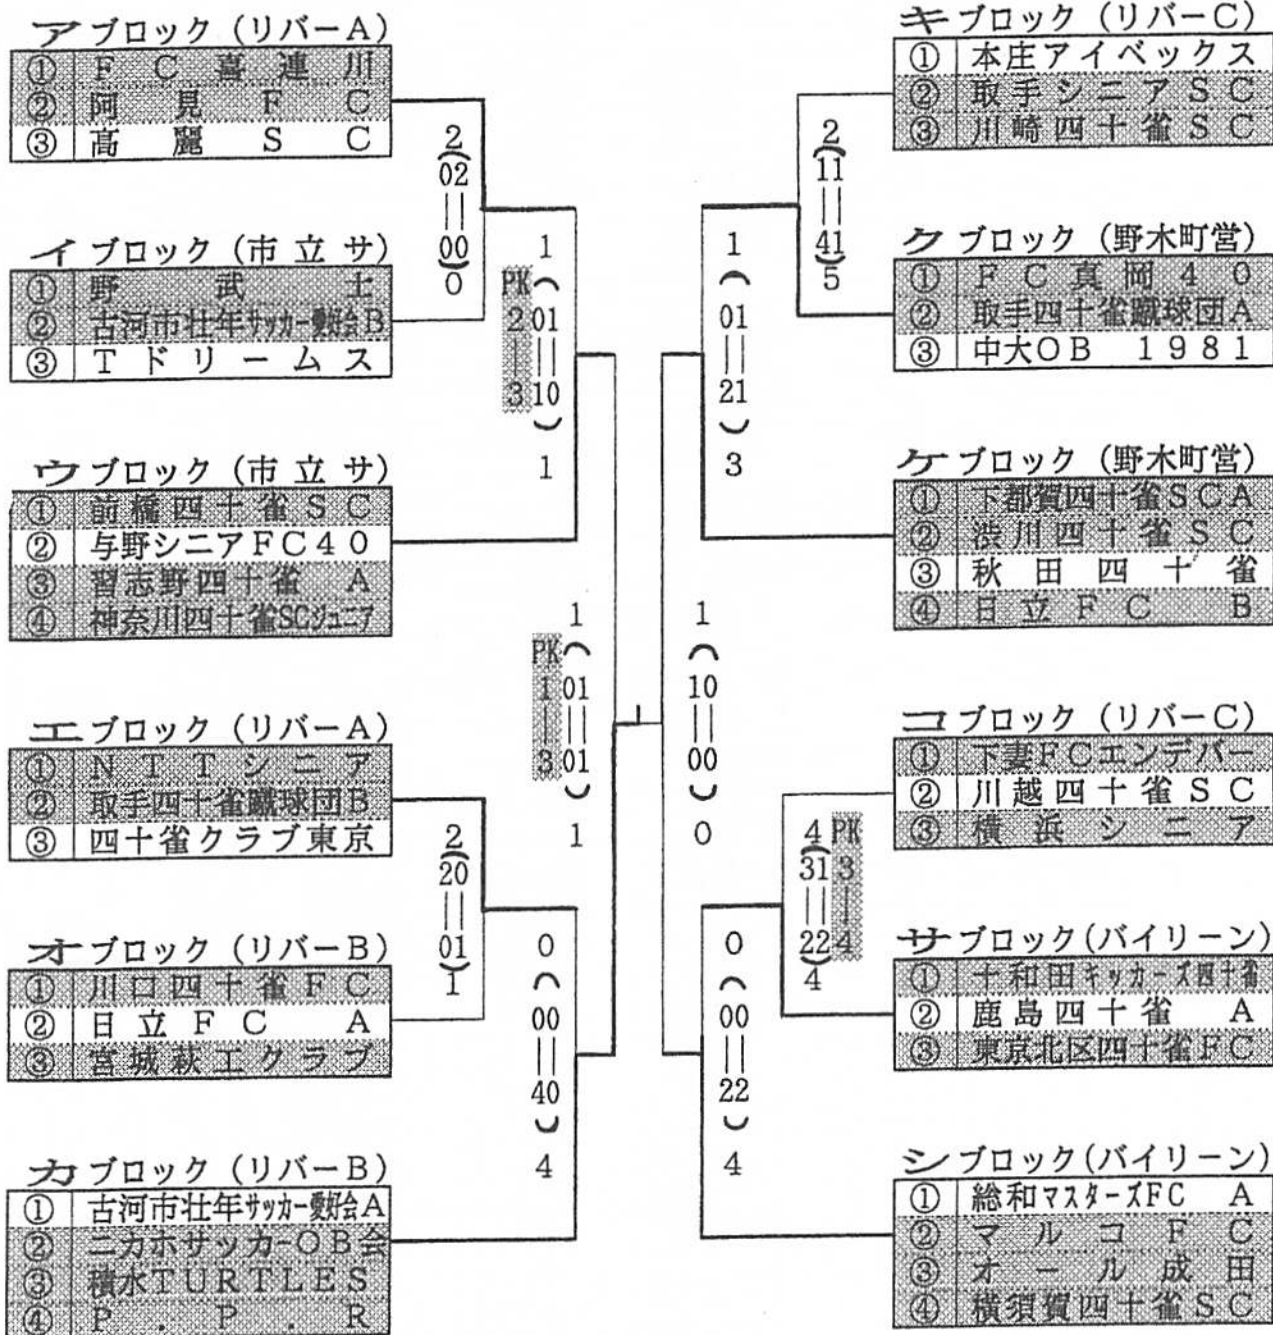 アブロック（リバーA）
① FC喜連川
② 阿見FC
③ 高麗SC
イブロック（市立サ）
① 野武士
② 古河市壮年サッカー愛好会B
③ Tドリームス
ウブロック（市立サ）
① 前橋四十雀SC
② 与野シニアFC40
③ 習志野四十雀 A
④ 神奈川四十雀SCジュニア
エブロック（リバーA）
① NTTシニア
② 取手四十雀蹴球団B
③ 四十雀クラブ東京
オブロック（リバーB）
① 川口四十雀FC
② 日立FC A
③ 宮城萩エクラブ
カブロック（リバーB）
① 古河市壮年サッカー愛好会A
② ニカホサッカーOB会
③ 積水TURTLES
④ P.P.R
2
(02
||
00)
0
1
PK (
2 01
| ||
3 10
)
1
2
(20
||
01)
1
0
(
00
||
40
)
4
1
PK (
1 01
| ||
3 01
)
1
1
(
10
||
00
)
0
2
(11
||
41)
5
1
(
01
||
21
)
3
4 PK
(31 3
|| |
22) 4
4
0
(
00
||
22
)
4
キブロック（リバーC）
① 本庄アイベックス
② 取手シニアSC
③ 川崎四十雀SC
クブロック（野木町営）
① FC真岡40
② 取手四十雀蹴球団A
③ 中大OB 1981
ケブロック（野木町営）
① 下都賀四十雀SCA
② 渋川四十雀SC
③ 秋田四十雀
④ 日立FC B
コブロック（リバーC）
① 下妻FCエンデバー
② 川越四十雀SC
③ 横浜シニア
サブロック（バイリーン）
① 十和田キッカーズ四十雀
② 鹿島四十雀 A
③ 東京北区四十雀FC
シブロック（バイリーン）
① 総和マスターズFC A
② マルコFC
③ オール成田
④ 横須賀四十雀SC